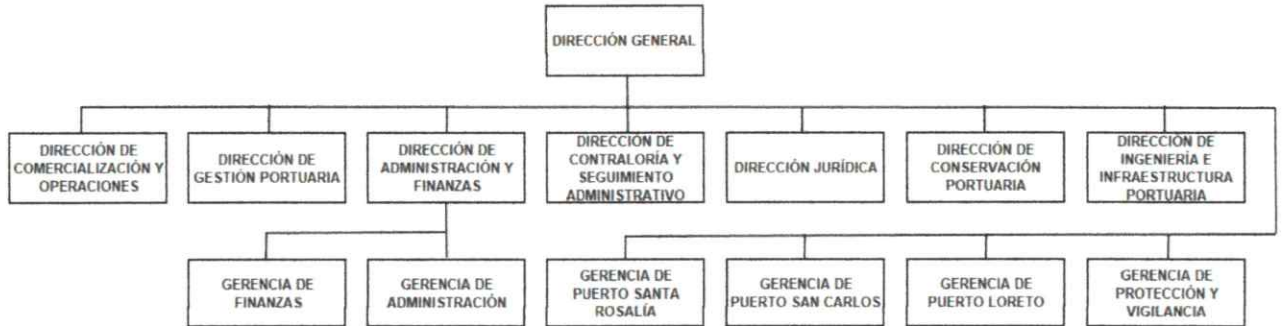 DIRECCIÓN GENERAL
DIRECCIÓN DE
COMERCIALIZACIÓN Y
OPERACIONES
DIRECCIÓN DE
GESTIÓN PORTUARIA
DIRECCIÓN DE
ADMINISTRACIÓN Y
FINANZAS
DIRECCIÓN DE
CONTRALORÍA Y
SEGUIMIENTO
ADMINISTRATIVO
DIRECCIÓN JURÍDICA
DIRECCIÓN DE
CONSERVACIÓN
PORTUARIA
DIRECCIÓN DE
INGENIERÍA E
INFRAESTRUCTURA
PORTUARIA
GERENCIA DE
FINANZAS
GERENCIA DE
ADMINISTRACIÓN
GERENCIA DE
PUERTO SANTA
ROSALÍA
GERENCIA DE
PUERTO SAN CARLOS
GERENCIA DE
PUERTO LORETO
GERENCIA DE
PROTECCIÓN Y
VIGILANCIA